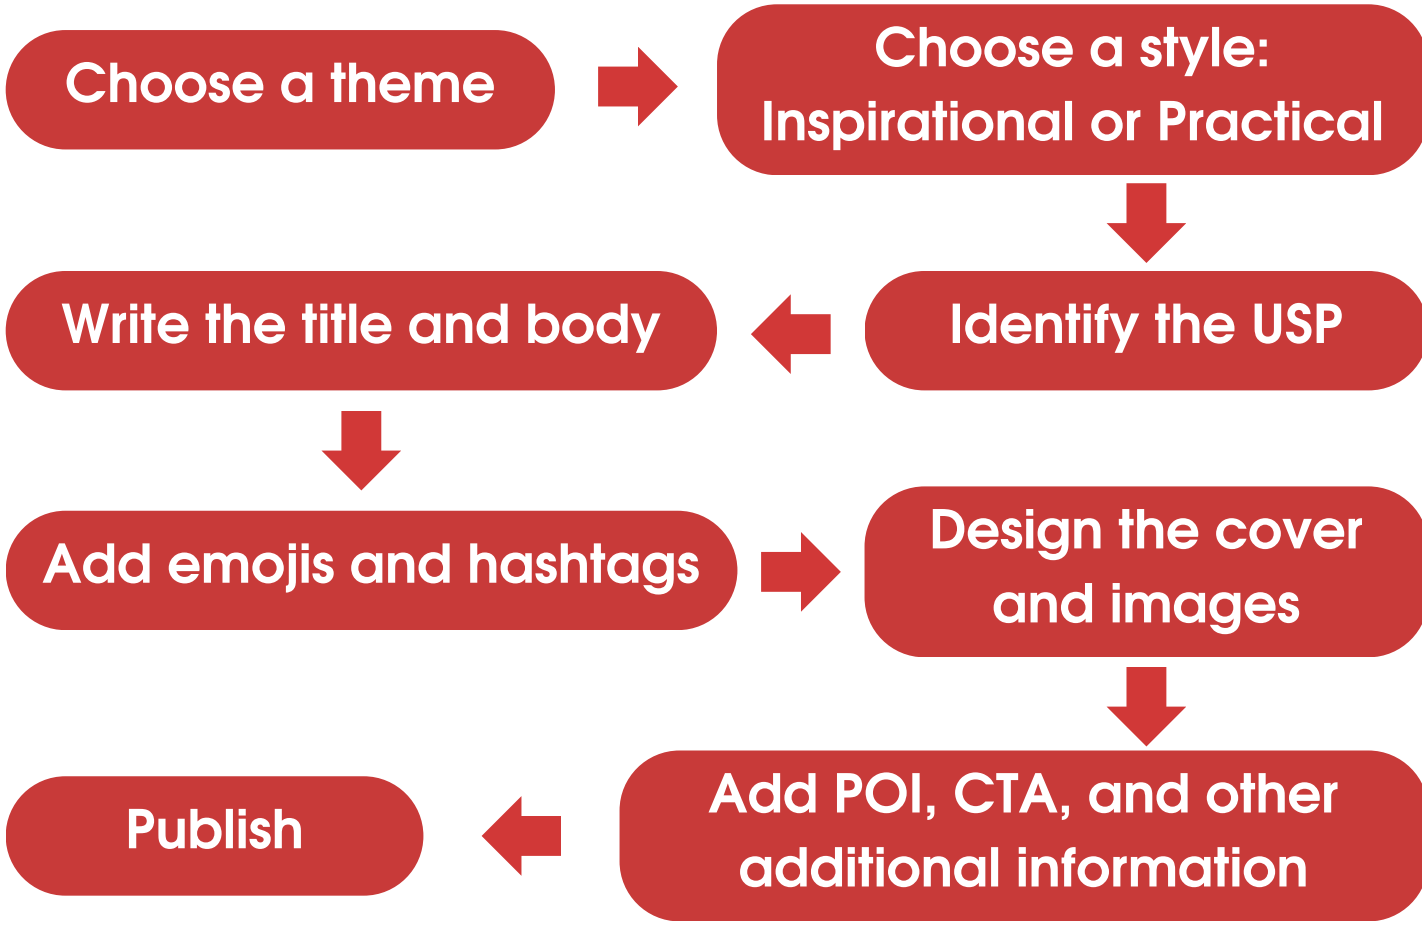 Choose a theme
Choose a style:
Inspirational or Practical
Identify the USP
Write the title and body
Add emojis and hashtags
Design the cover
and images
Add POI, CTA, and other
additional information
Publish